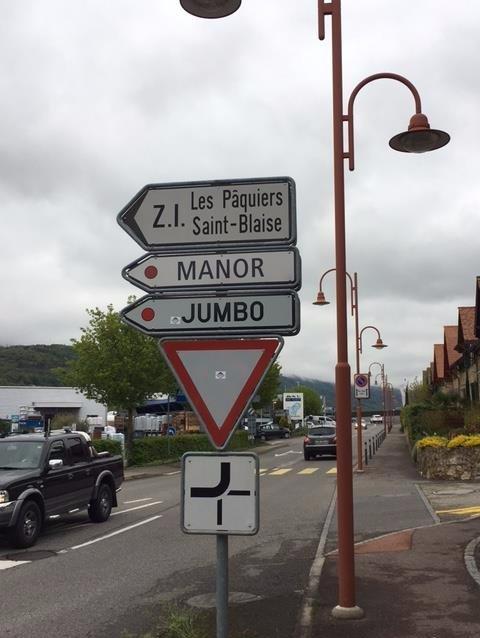 Z.I. Les Pâquiers
Saint-Blaise
MANOR
JUMBO